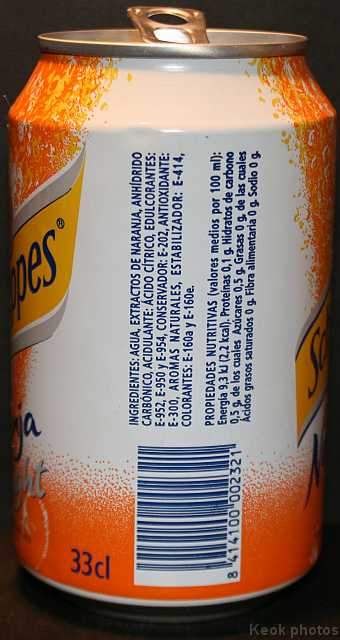 opes®
INGREDIENTES: AGUA, EXTRACTOS DE NARANJA, ANHÍDRIDO
CARBÓNICO ACIDULANTE: ÁCIDO CÍTRICO, EDULCORANTES:
E-952, E-950 y E-954, CONSERVADOR: E-202, ANTIOXIDANTE:
E-300, AROMAS NATURALES, ESTABILIZADOR: E-414,
COLORANTES: E-160a y E-160e.
PROPIEDADES NUTRITIVAS (valores medios por 100 ml):
Energía 9,3 kJ (2,2 kcal). Proteínas 0,1 g. Hidratos de carbono
0,5 g, de los cuales Azúcares 0,5 g. Grasas 0 g, de las cuales
Ácidos grasos saturados 0 g. Fibra alimentaria 0 g. Sodio 0 g.
ja
ght
33cl
8 414100 002321
Keok photos